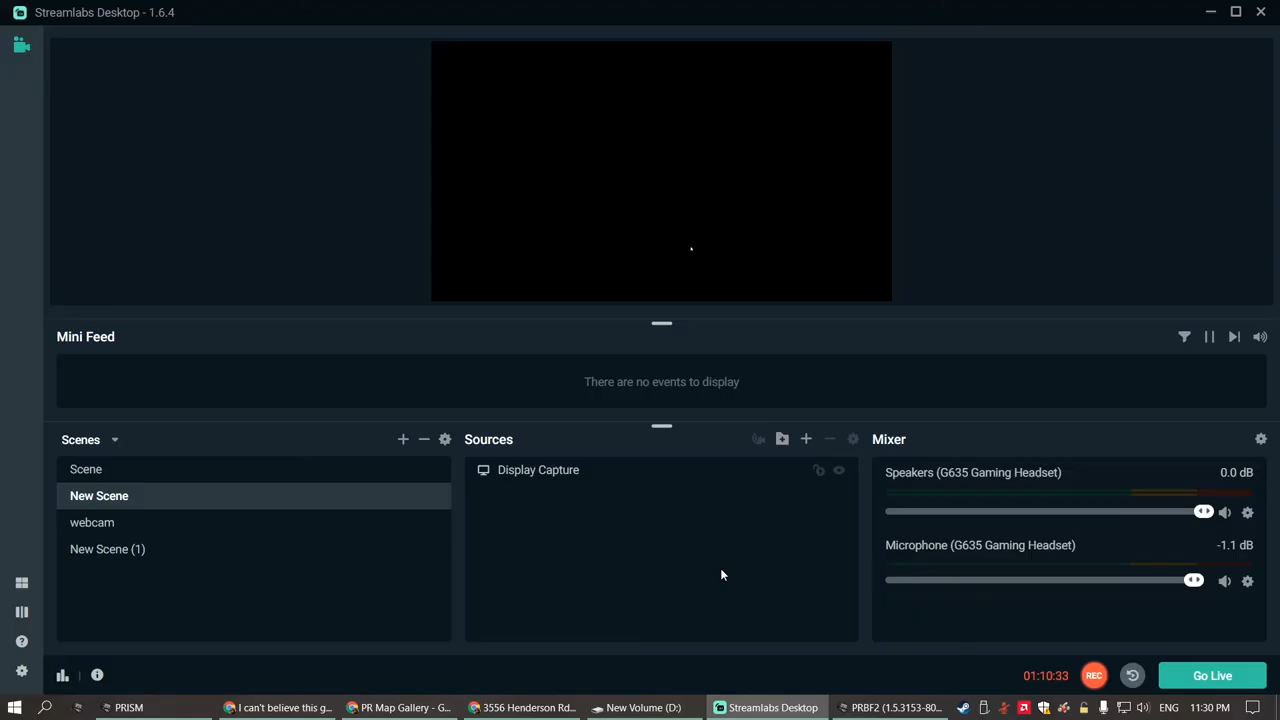 Streamlabs Desktop - 1.6.4
Mini Feed
There are no events to display
Scenes
Sources
Mixer
Scene
New Scene
webcam
New Scene (1)
Display Capture
Speakers (G635 Gaming Headset)
0.0 dB
Microphone (G635 Gaming Headset)
-1.1 dB
01:10:33
REC
Go Live
PRISM
I can't believe this g...
PR Map Gallery - G...
3556 Henderson Rd...
New Volume (D:)
Streamlabs Desktop
PRBF2 (1.5.3153-80...
ENG
11:30 PM